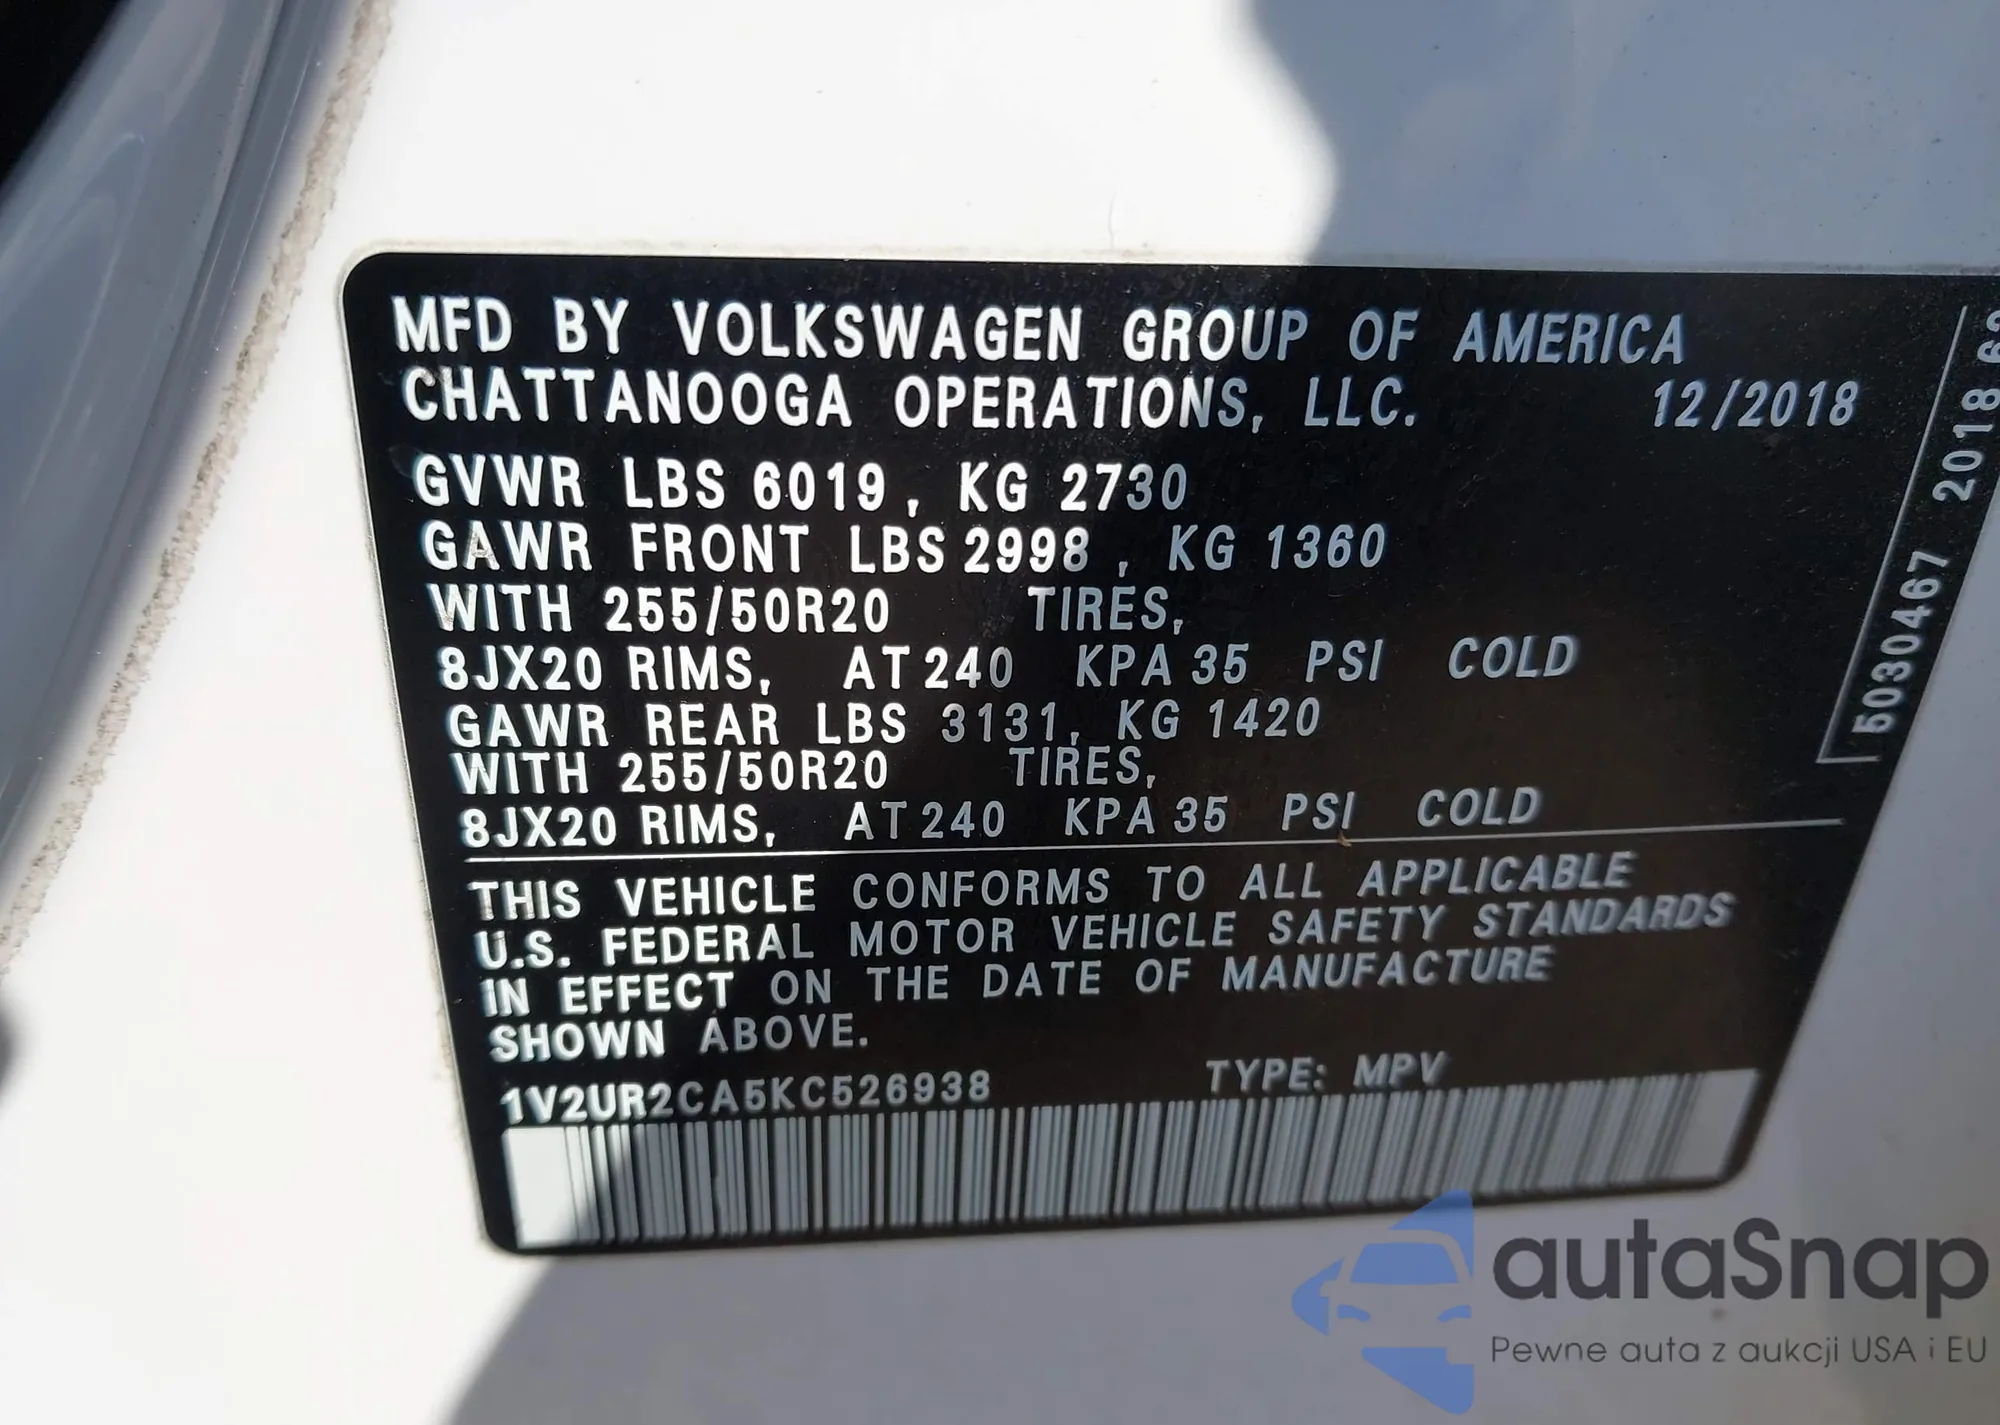 MFD BY VOLKSWAGEN GROUP OF AMERICA
CHATTANOOGA OPERATIONS, LLC. 12/2018
GVWR LBS 6019, KG 2730
GAWR FRONT LBS 2998, KG 1360
WITH 255/50R20 TIRES,
8JX20 RIMS, AT 240 KPA 35 PSI COLD
GAWR REAR LBS 3131, KG 1420
WITH 255/50R20 TIRES,
8JX20 RIMS, AT 240 KPA 35 PSI COLD
THIS VEHICLE CONFORMS TO ALL APPLICABLE
U.S. FEDERAL MOTOR VEHICLE SAFETY STANDARDS
IN EFFECT ON THE DATE OF MANUFACTURE
SHOWN ABOVE.
1V2UR2CA5KC526938 TYPE: MPV
5030467 2018
autaSnap
Pewne auta z aukcji USA i EU